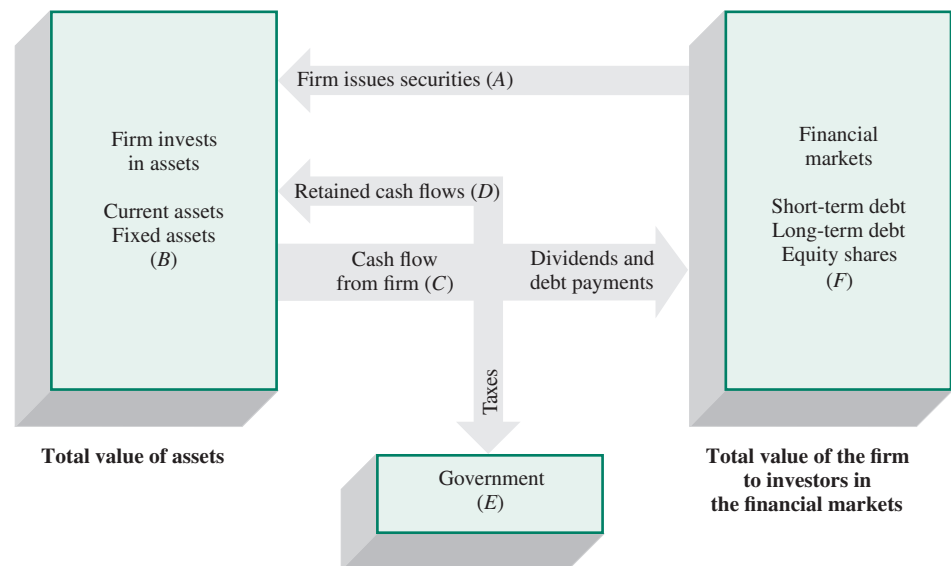 Firm issues securities (A)
Firm invests
in assets
Current assets
Fixed assets
(B)
Financial
markets
Short-term debt
Long-term debt
Equity shares
(F)
Retained cash flows (D)
Cash flow
from firm (C)
Dividends and
debt payments
Taxes
Total value of assets
Government
(E)
Total value of the firm
to investors in
the financial markets